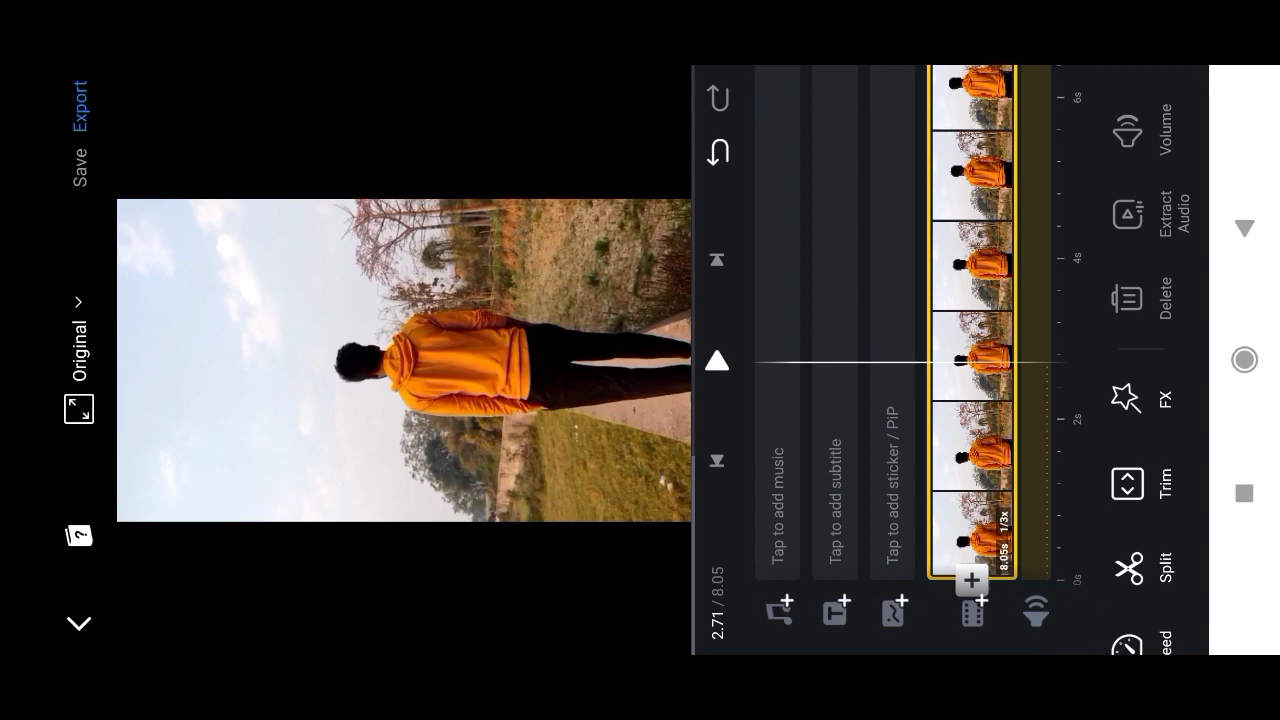 Original
Save
Export
2.71 / 8.05
Tap to add music
Tap to add subtitle
Tap to add sticker / PiP
8.05s
1/3x
0s
2s
4s
6s
eed
Split
Trim
FX
Delete
Extract
Audio
Volume